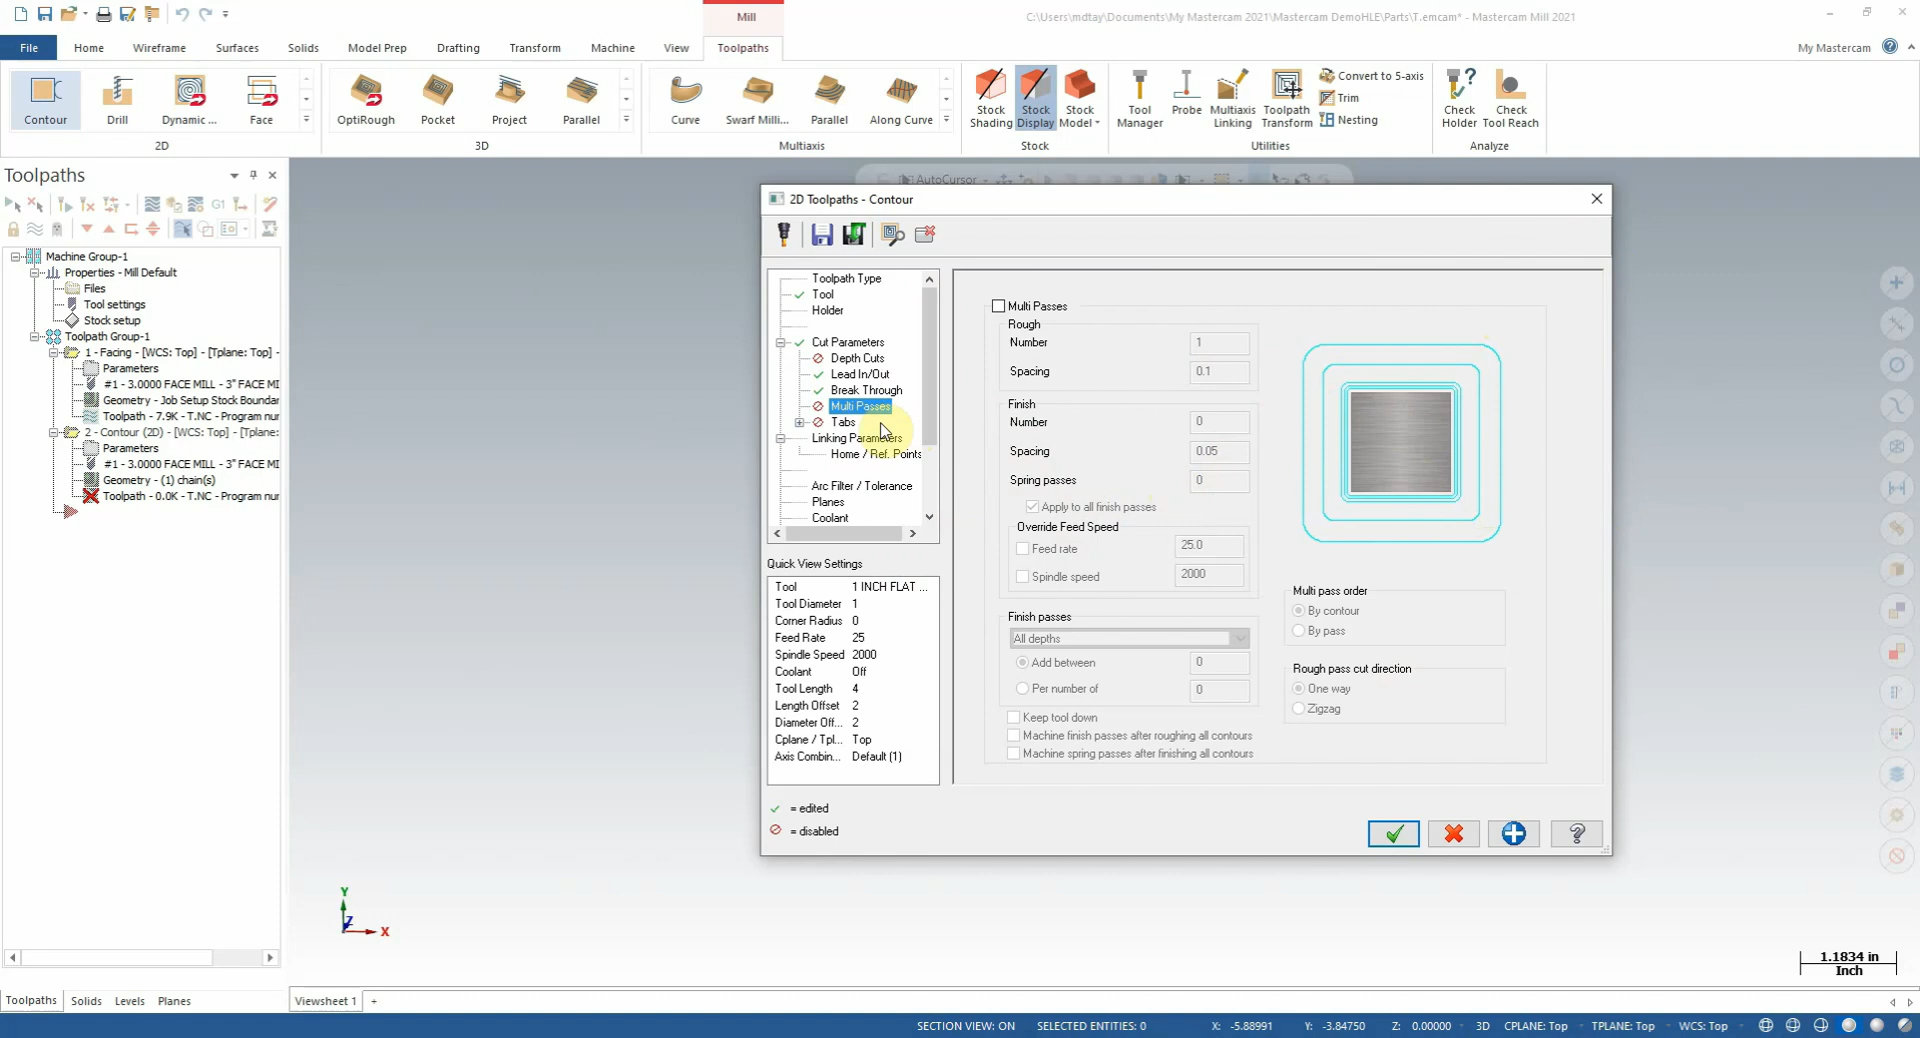 Mill
C:\Users\mdtay\Documents\My Mastercam 2021\Mastercam DemoHLE\Parts\T.emcam* - Mastercam Mill 2021
File Home Wireframe Surfaces Solids Model Prep Drafting Transform Machine View Toolpaths My Mastercam
Contour Drill Dynamic ... Face
2D
OptiRough Pocket Project Parallel
3D
Curve Swarf Milli... Parallel Along Curve
Multiaxis
Stock Shading Stock Display Stock Model
Stock
Tool Manager Probe Multiaxis Linking Toolpath Transform
Convert to 5-axis
Trim
Nesting
Utilities
Check Holder Check Tool Reach
Analyze
Toolpaths
G1
Machine Group-1
Properties - Mill Default
Files
Tool settings
Stock setup
Toolpath Group-1
1 - Facing - [WCS: Top] - [Tplane: Top] -
Parameters
#1 - 3.0000 FACE MILL - 3" FACE MI
Geometry - Job Setup Stock Boundar
Toolpath - 7.9K - T.NC - Program nur
2 - Contour (2D) - [WCS: Top] - [Tplane:
Parameters
#1 - 3.0000 FACE MILL - 3" FACE MI
Geometry - (1) chain(s)
Toolpath - 0.0K - T.NC - Program nur
AutoCursor
2D Toolpaths - Contour
Toolpath Type
Tool
Holder
Cut Parameters
Depth Cuts
Lead In/Out
Break Through
Multi Passes
Tabs
Linking Parameters
Home / Ref. Points
Arc Filter / Tolerance
Planes
Coolant
Quick View Settings
Tool 1 INCH FLAT ...
Tool Diameter 1
Corner Radius 0
Feed Rate 25
Spindle Speed 2000
Coolant Off
Tool Length 4
Length Offset 2
Diameter Off... 2
Cplane / Tpl... Top
Axis Combin... Default (1)
= edited
= disabled
Multi Passes
Rough
Number 1
Spacing 0.1
Finish
Number 0
Spacing 0.05
Spring passes 0
Apply to all finish passes
Override Feed Speed
Feed rate 25.0
Spindle speed 2000
Finish passes
All depths
Add between 0
Per number of 0
Keep tool down
Machine finish passes after roughing all contours
Machine spring passes after finishing all contours
Multi pass order
By contour
By pass
Rough pass cut direction
One way
Zigzag
Y
Z
X
1.1834 in
Inch
Toolpaths Solids Levels Planes Viewsheet 1 +
SECTION VIEW: ON SELECTED ENTITIES: 0 X: -5.88991 Y: -3.84750 Z: 0.00000 3D CPLANE: Top TPLANE: Top WCS: Top